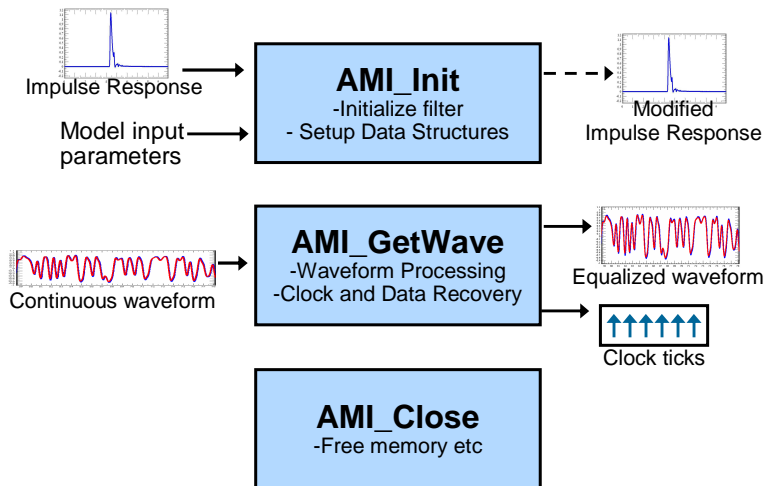 Impulse Response
Model input
parameters
AMI_Init
-Initialize filter
- Setup Data Structures
Modified
Impulse Response
Continuous waveform
AMI_GetWave
-Waveform Processing
-Clock and Data Recovery
Equalized waveform
Clock ticks
AMI_Close
-Free memory etc